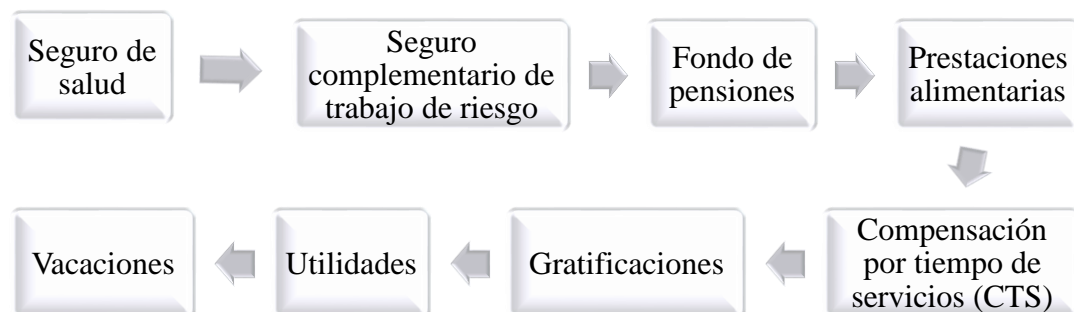 Seguro de
salud
Seguro
complementario de
trabajo de riesgo
Fondo de
pensiones
Prestaciones
alimentarias
Compensación
por tiempo de
servicios (CTS)
Gratificaciones
Utilidades
Vacaciones